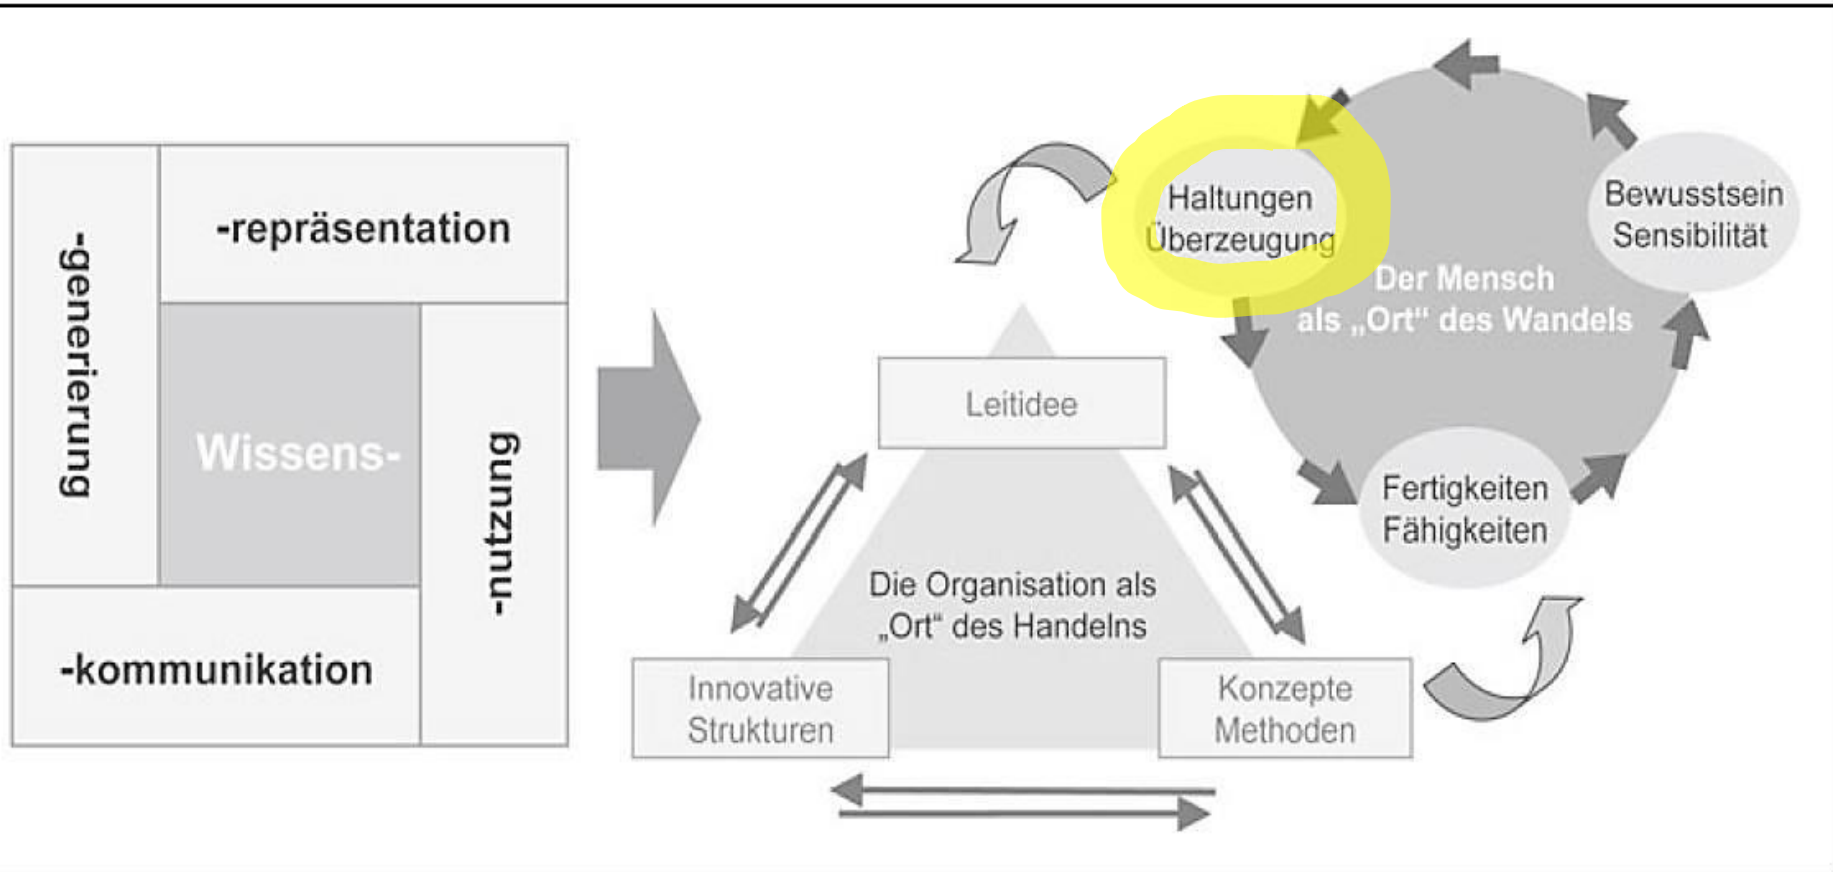 -generierung
-repräsentation
Wissens-
-nutzung
-kommunikation
Leitidee
Die Organisation als
„Ort“ des Handelns
Innovative
Strukturen
Konzepte
Methoden
Haltungen
Überzeugung
Der Mensch
als „Ort“ des Wandels
Bewusstsein
Sensibilität
Fertigkeiten
Fähigkeiten